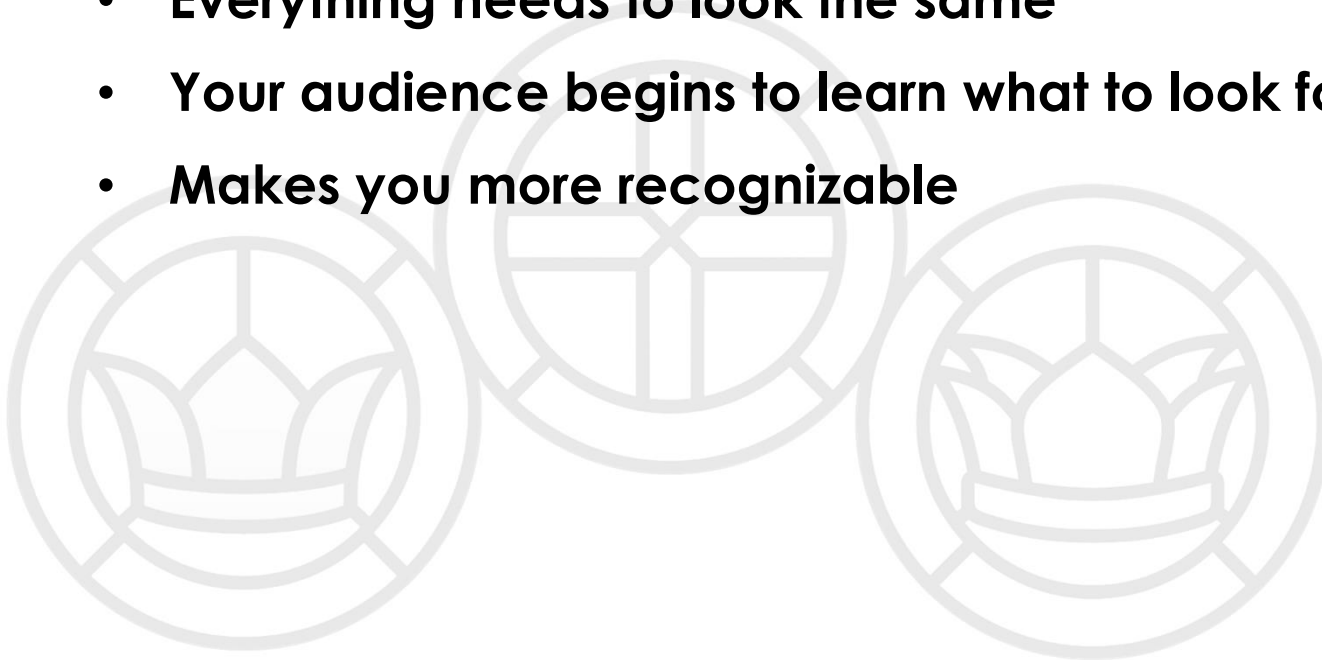 • Everything needs to look the same
• Your audience begins to learn what to look fo
• Makes you more recognizable